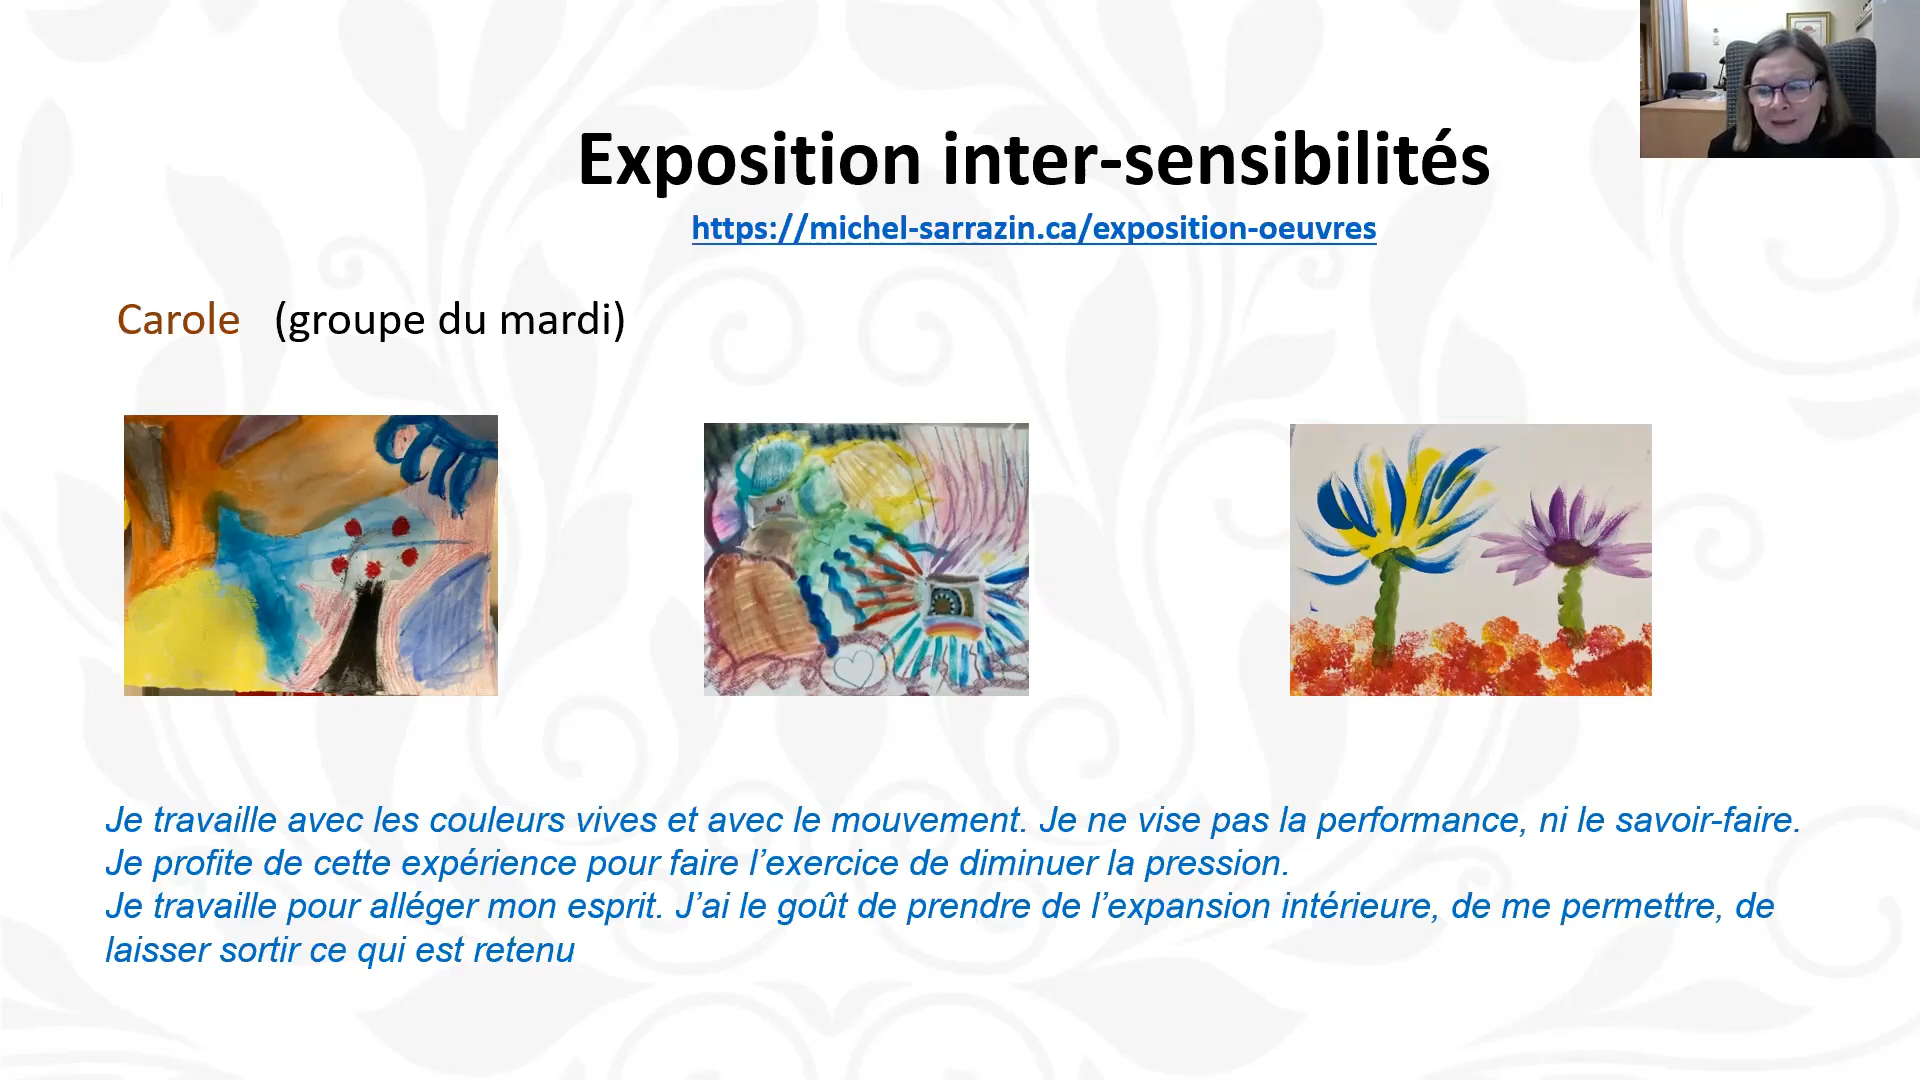 Exposition inter-sensibilités
https://michel-sarrazin.ca/exposition-oeuvres
Carole (groupe du mardi)
Je travaille avec les couleurs vives et avec le mouvement. Je ne vise pas la performance, ni le savoir-faire.
Je profite de cette expérience pour faire l’exercice de diminuer la pression.
Je travaille pour alléger mon esprit. J’ai le goût de prendre de l’expansion intérieure, de me permettre, de
laisser sortir ce qui est retenu